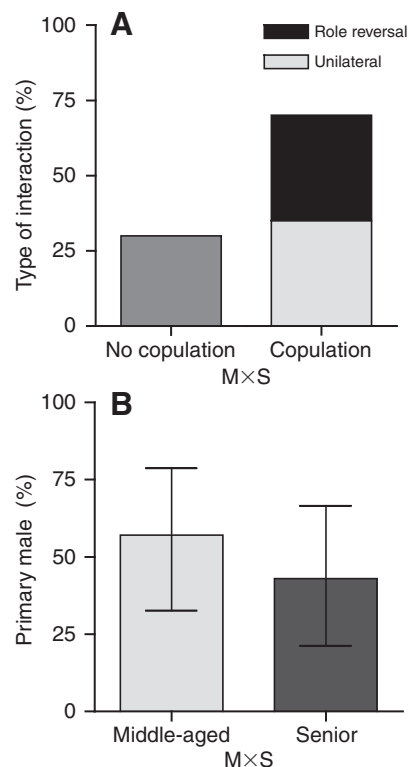 A
Role reversal
Unilateral
Type of interaction (%)
100
75
50
25
0
No copulation
Copulation
M×S
B
Primary male (%)
100
75
50
25
0
Middle-aged
Senior
M×S